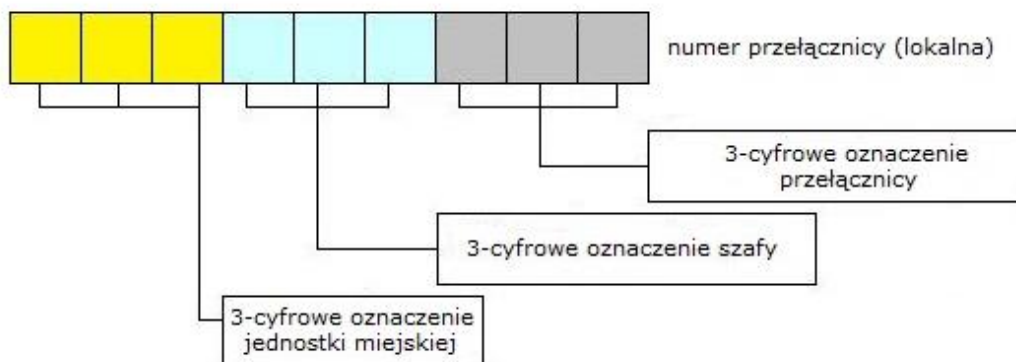 numer przełącznicy (lokalna)
3-cyfrowe oznaczenie
przełącznicy
3-cyfrowe oznaczenie szafy
3-cyfrowe oznaczenie
jednostki miejskiej